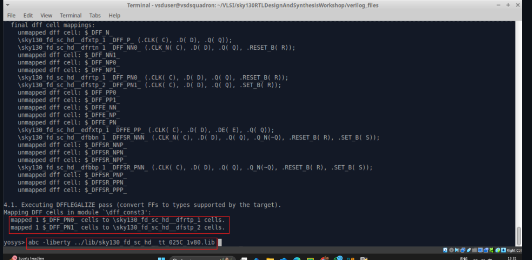 Terminal - vsduser@vsdsquadron: ~/VLSI/sky130RTLDesignAndSynthesisWorkshop/verilog_files
File Edit View Terminal Tabs Help
final dff cell mappings:
unmapped dff cell: $_DFF_N_
\sky130_fd_sc_hd__dfxtp_1 _DFF_P_ (.CLK( C), .D( D), .Q( Q));
unmapped dff cell: $_DFF_NN0_
\sky130_fd_sc_hd__dfrtn_1 _DFF_NN0_ (.CLK_N( C), .D( D), .Q( Q), .RESET_B( R));
unmapped dff cell: $_DFF_NN1_
unmapped dff cell: $_DFF_NP0_
unmapped dff cell: $_DFF_NP1_
\sky130_fd_sc_hd__dfrtp_1 _DFF_PN0_ (.CLK( C), .D( D), .Q( Q), .RESET_B( R));
\sky130_fd_sc_hd__dfstp_2 _DFF_PN1_ (.CLK( C), .D( D), .Q( Q), .SET_B( R));
unmapped dff cell: $_DFF_PP0_
unmapped dff cell: $_DFF_PP1_
unmapped dff cell: $_DFFE_NN_
unmapped dff cell: $_DFFE_NP_
unmapped dff cell: $_DFFE_PN_
\sky130_fd_sc_hd__edfxtp_1 _DFFE_PP_ (.CLK( C), .D( D), .DE( E), .Q( Q));
\sky130_fd_sc_hd__dfbbn_1 _DFFSR_NNN_ (.CLK_N( C), .D( D), .Q( Q), .Q_N(~Q), .RESET_B( R), .SET_B( S));
unmapped dff cell: $_DFFSR_NNP_
unmapped dff cell: $_DFFSR_NPN_
unmapped dff cell: $_DFFSR_NPP_
\sky130_fd_sc_hd__dfbbp_1 _DFFSR_PNN_ (.CLK( C), .D( D), .Q( Q), .Q_N(~Q), .RESET_B( R), .SET_B( S));
unmapped dff cell: $_DFFSR_PNP_
unmapped dff cell: $_DFFSR_PPN_
unmapped dff cell: $_DFFSR_PPP_
4.1. Executing DFFLEGALIZE pass (convert FFs to types supported by the target).
Mapping DFF cells in module `\dff_const3':
mapped 1 $_DFF_PN0_ cells to \sky130_fd_sc_hd__dfrtp_1 cells.
mapped 1 $_DFF_PN1_ cells to \sky130_fd_sc_hd__dfstp_2 cells.
yosys> abc -liberty ../lib/sky130_fd_sc_hd__tt_025C_1v80.lib